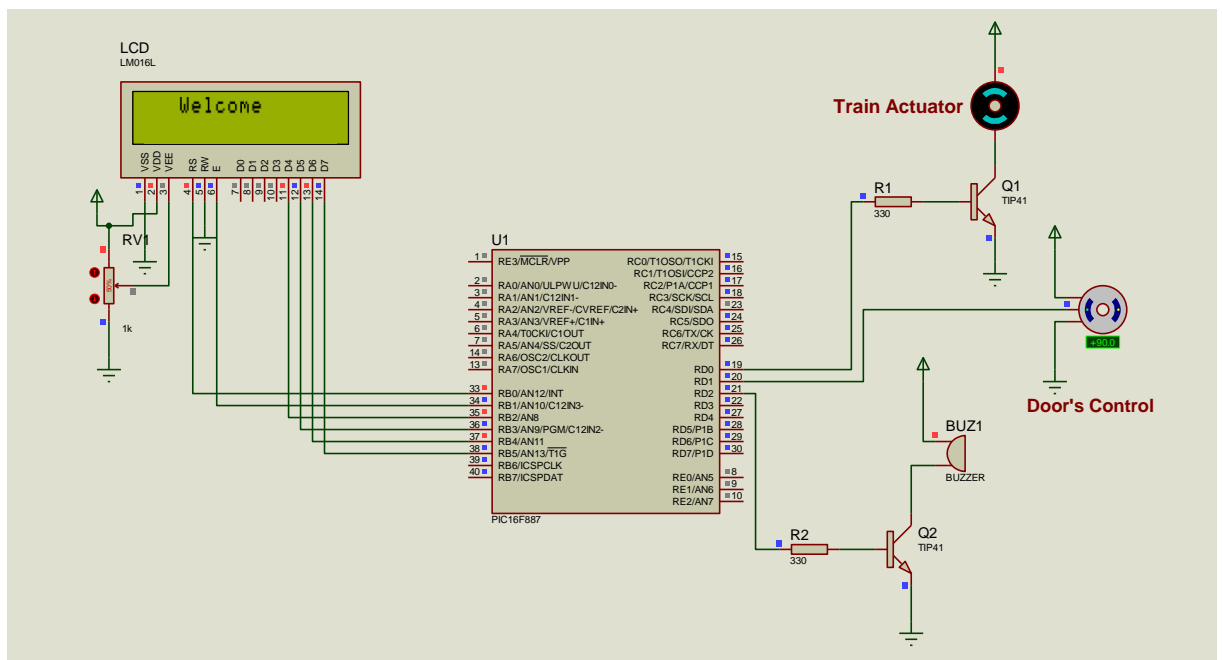 LCD
LM016L
Welcome
VSS
VDD
VEE
RS
RW
E
D0
D1
D2
D3
D4
D5
D6
D7
1
2
3
4
5
6
7
8
9
10
11
12
13
14
RV1
50%
1k
U1
1 RE3/MCLR/VPP
2 RA0/AN0/ULPWU/C12IN0-
3 RA1/AN1/C12IN1-
4 RA2/AN2/VREF-/CVREF/C2IN+
5 RA3/AN3/VREF+/C1IN+
6 RA4/T0CKI/C1OUT
7 RA5/AN4/SS/C2OUT
14 RA6/OSC2/CLKOUT
13 RA7/OSC1/CLKIN
33 RB0/AN12/INT
34 RB1/AN10/C12IN3-
35 RB2/AN8
36 RB3/AN9/PGM/C12IN2-
37 RB4/AN11
38 RB5/AN13/T1G
39 RB6/ICSPCLK
40 RB7/ICSPDAT
RC0/T1OSO/T1CKI 15
RC1/T1OSI/CCP2 16
RC2/P1A/CCP1 17
RC3/SCK/SCL 18
RC4/SDI/SDA 23
RC5/SDO 24
RC6/TX/CK 25
RC7/RX/DT 26
RD0 19
RD1 20
RD2 21
RD3 22
RD4 27
RD5/P1B 28
RD6/P1C 29
RD7/P1D 30
RE0/AN5 8
RE1/AN6 9
RE2/AN7 10
PIC16F887
Train Actuator
R1
330
Q1
TIP41
+90.0
Door's Control
BUZ1
BUZZER
R2
330
Q2
TIP41